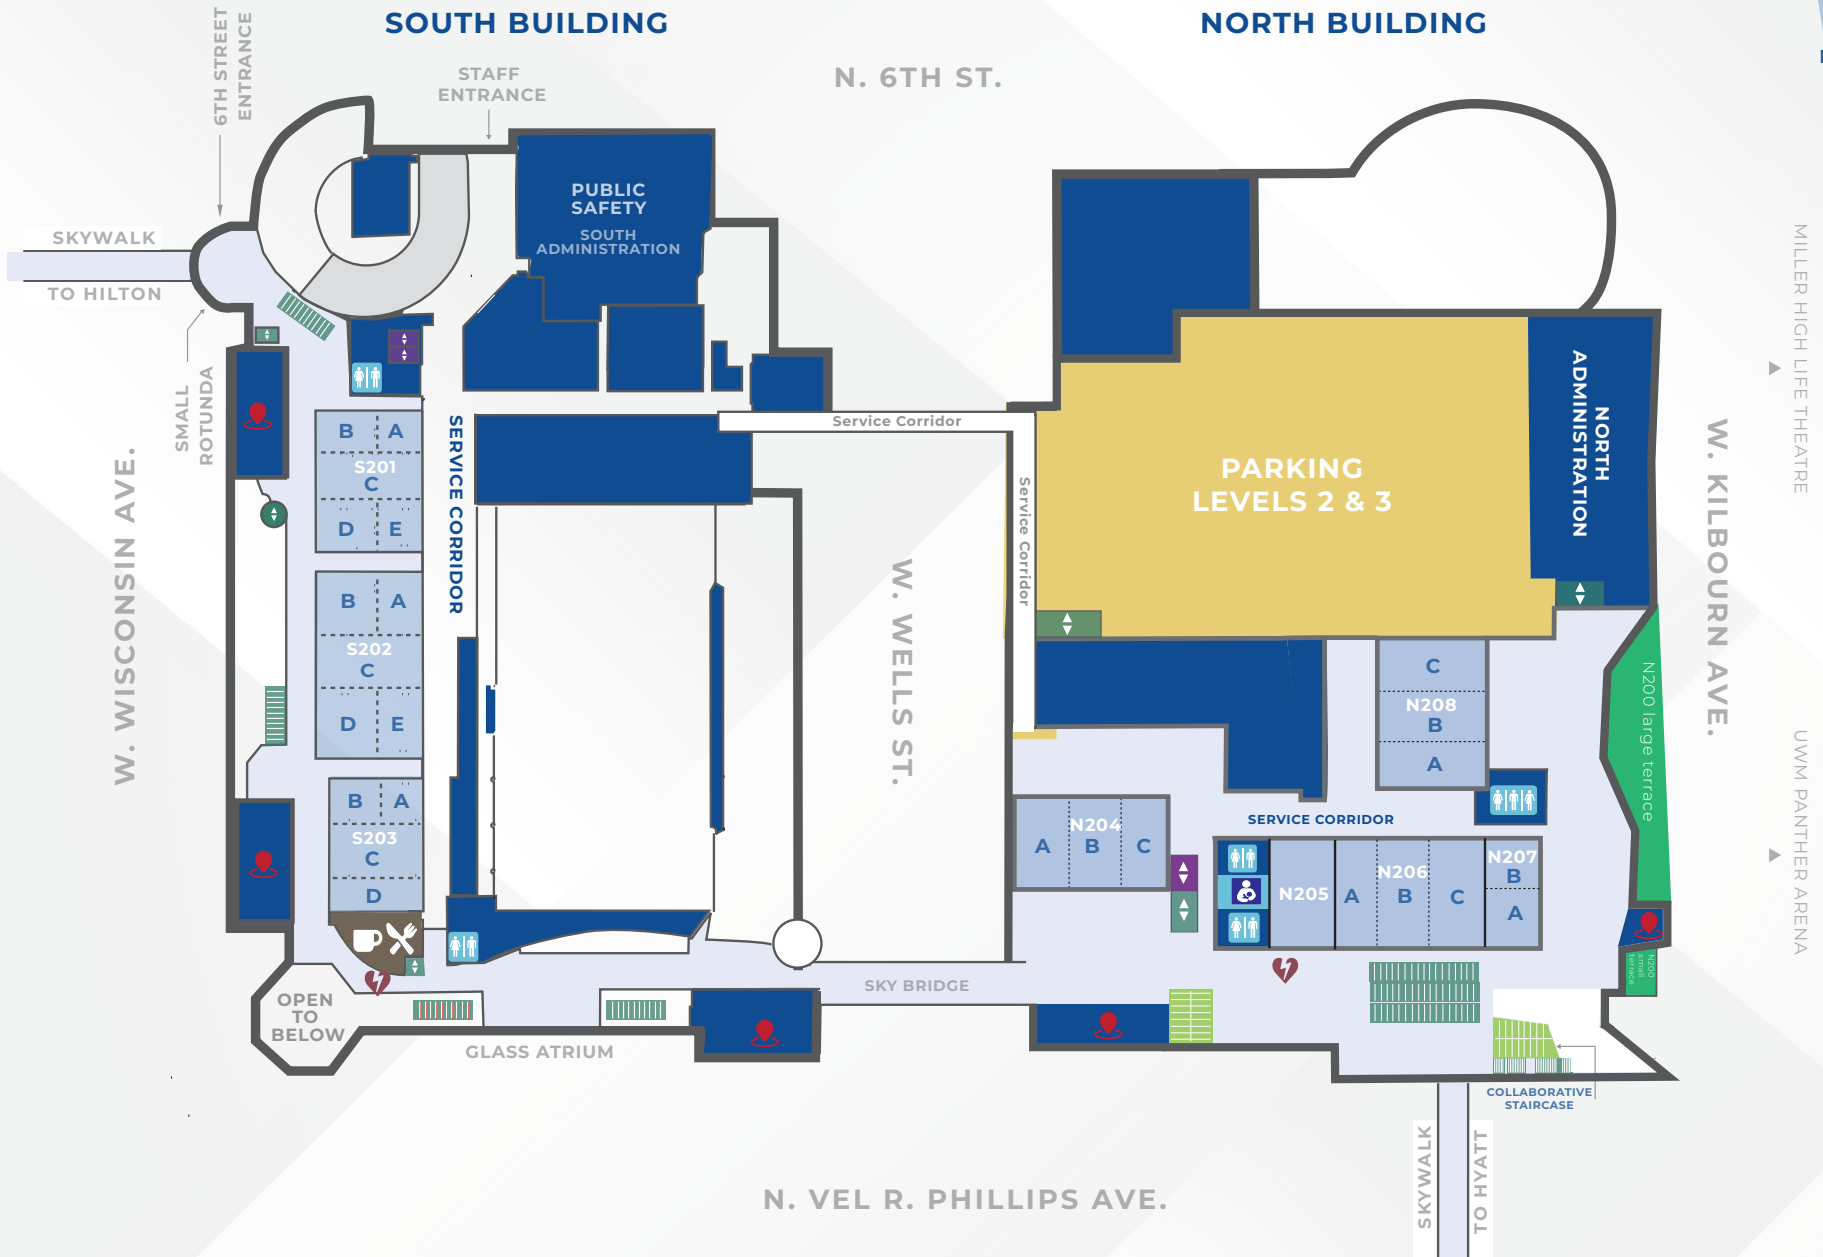 SOUTH BUILDING
NORTH BUILDING
N. 6TH ST.
6TH STREET
ENTRANCE
STAFF
ENTRANCE
PUBLIC
SAFETY
SOUTH
ADMINISTRATION
SKYWALK
TO HILTON
SMALL
ROTUNDA
W. WISCONSIN AVE.
B
A
S201
C
D
E
B
A
S202
C
D
E
B
A
S203
C
D
SERVICE CORRIDOR
Service Corridor
Service Corridor
W. WELLS ST.
OPEN
TO
BELOW
GLASS ATRIUM
SKY BRIDGE
PARKING
LEVELS 2 & 3
NORTH
ADMINISTRATION
C
N208
B
A
SERVICE CORRIDOR
N204
A
B
C
N205
N206
A
B
C
N207
B
A
N200 large terrace
N200
small
terrace
W. KILBOURN AVE.
MILLER HIGH LIFE THEATRE
UWM PANTHER ARENA
COLLABORATIVE
STAIRCASE
SKYWALK
TO HYATT
N. VEL R. PHILLIPS AVE.